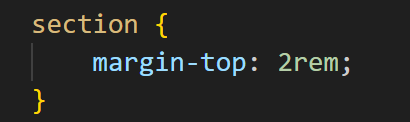 section {
    margin-top: 2rem;
}